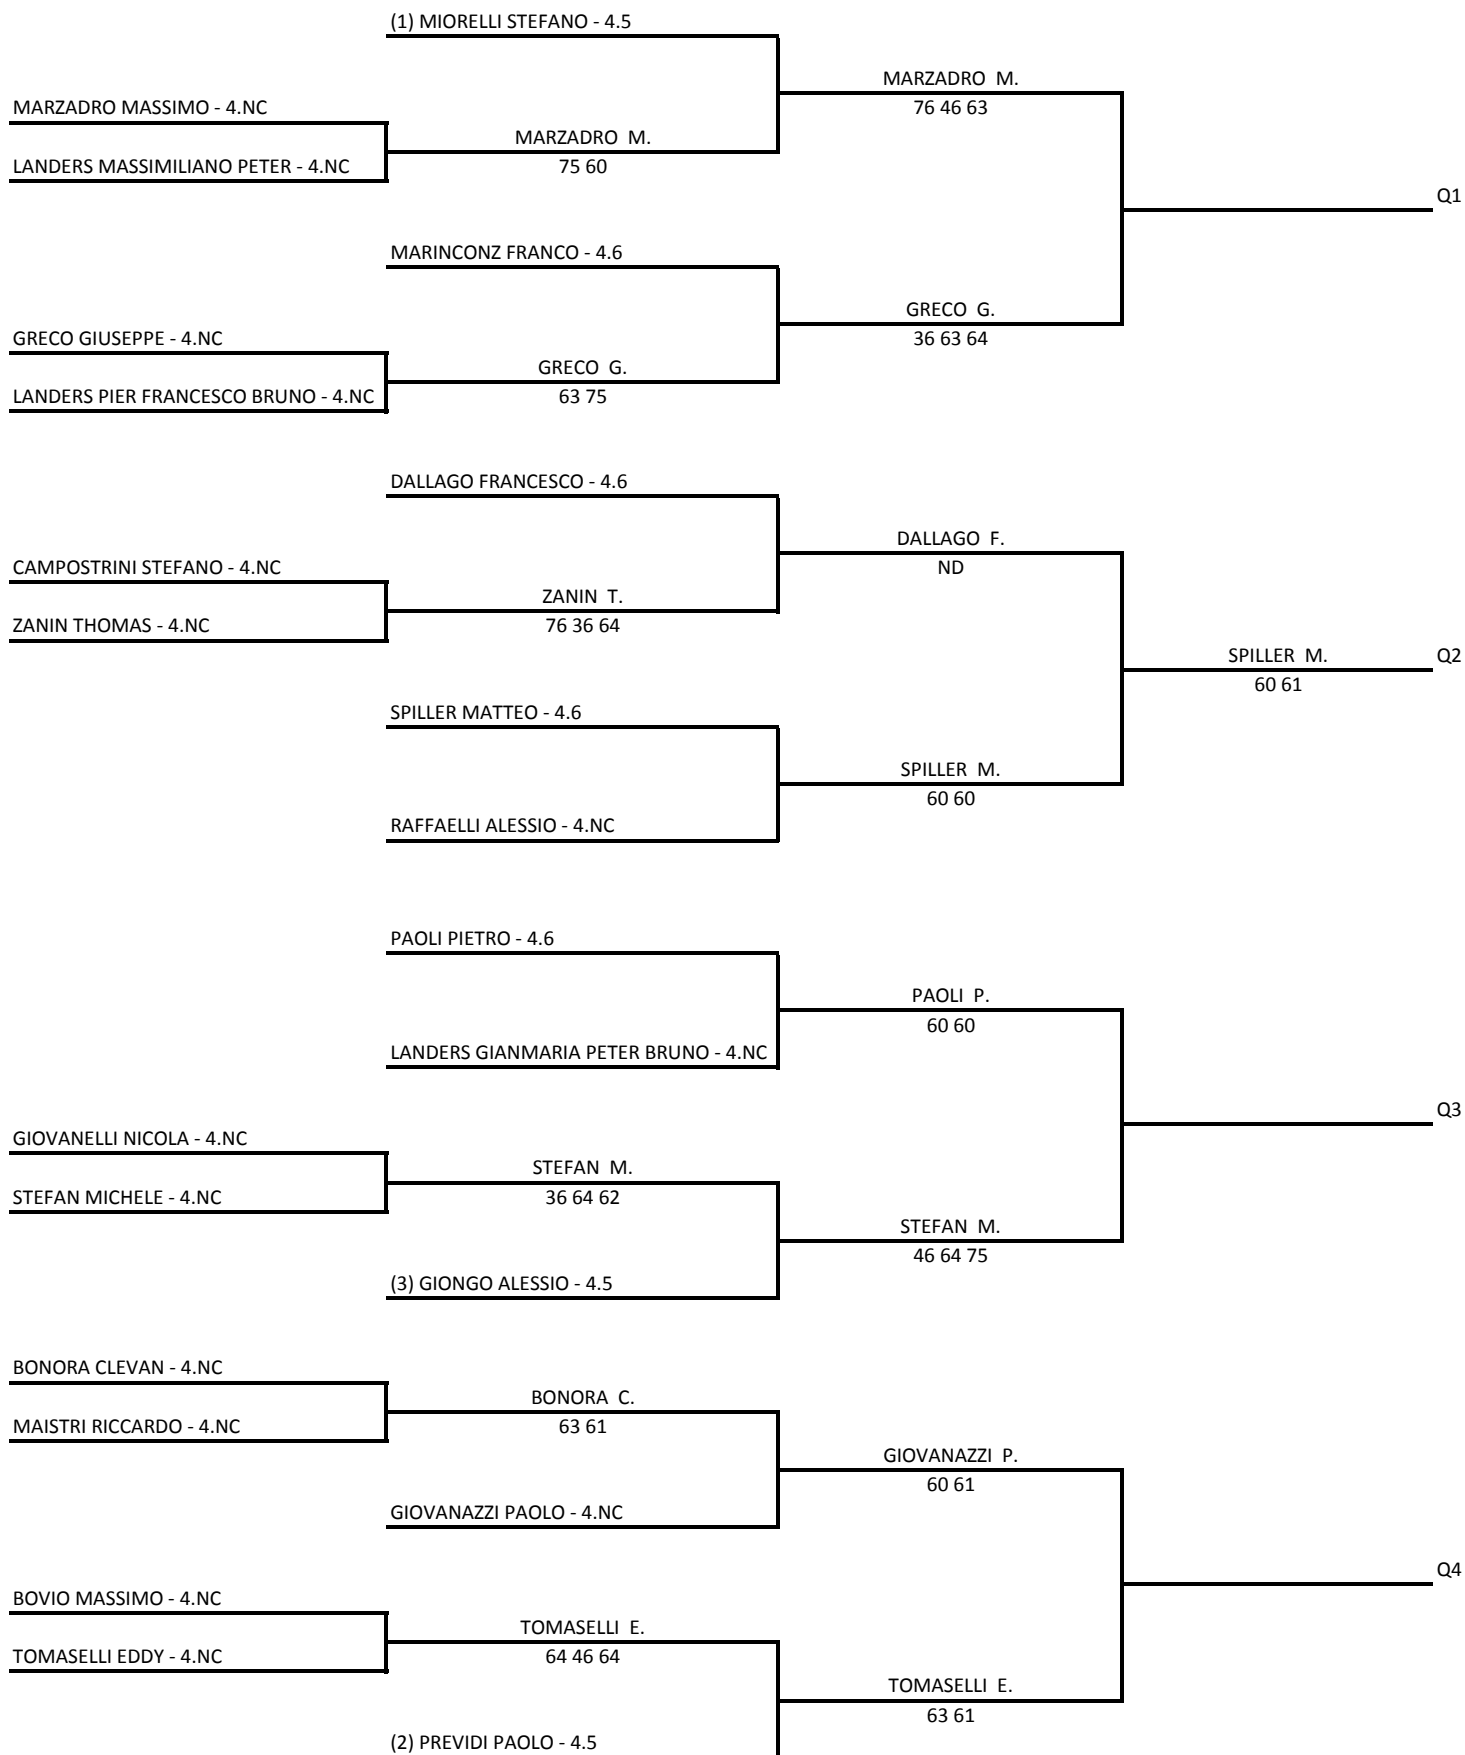 (1) MIORELLI STEFANO - 4.5
MARZADRO M.
76 46 63
MARZADRO MASSIMO - 4.NC
MARZADRO M.
75 60
LANDERS MASSIMILIANO PETER - 4.NC
Q1
MARINCONZ FRANCO - 4.6
GRECO G.
36 63 64
GRECO GIUSEPPE - 4.NC
GRECO G.
63 75
LANDERS PIER FRANCESCO BRUNO - 4.NC
DALLAGO FRANCESCO - 4.6
DALLAGO F.
ND
CAMPOSTRINI STEFANO - 4.NC
ZANIN T.
76 36 64
ZANIN THOMAS - 4.NC
SPILLER M.
60 61
Q2
SPILLER MATTEO - 4.6
SPILLER M.
60 60
RAFFAELLI ALESSIO - 4.NC
PAOLI PIETRO - 4.6
PAOLI P.
60 60
LANDERS GIANMARIA PETER BRUNO - 4.NC
Q3
GIOVANELLI NICOLA - 4.NC
STEFAN M.
36 64 62
STEFAN MICHELE - 4.NC
STEFAN M.
46 64 75
(3) GIONGO ALESSIO - 4.5
BONORA CLEVAN - 4.NC
BONORA C.
63 61
MAISTRI RICCARDO - 4.NC
GIOVANAZZI P.
60 61
GIOVANAZZI PAOLO - 4.NC
Q4
BOVIO MASSIMO - 4.NC
TOMASELLI E.
64 46 64
TOMASELLI EDDY - 4.NC
TOMASELLI E.
63 61
(2) PREVIDI PAOLO - 4.5